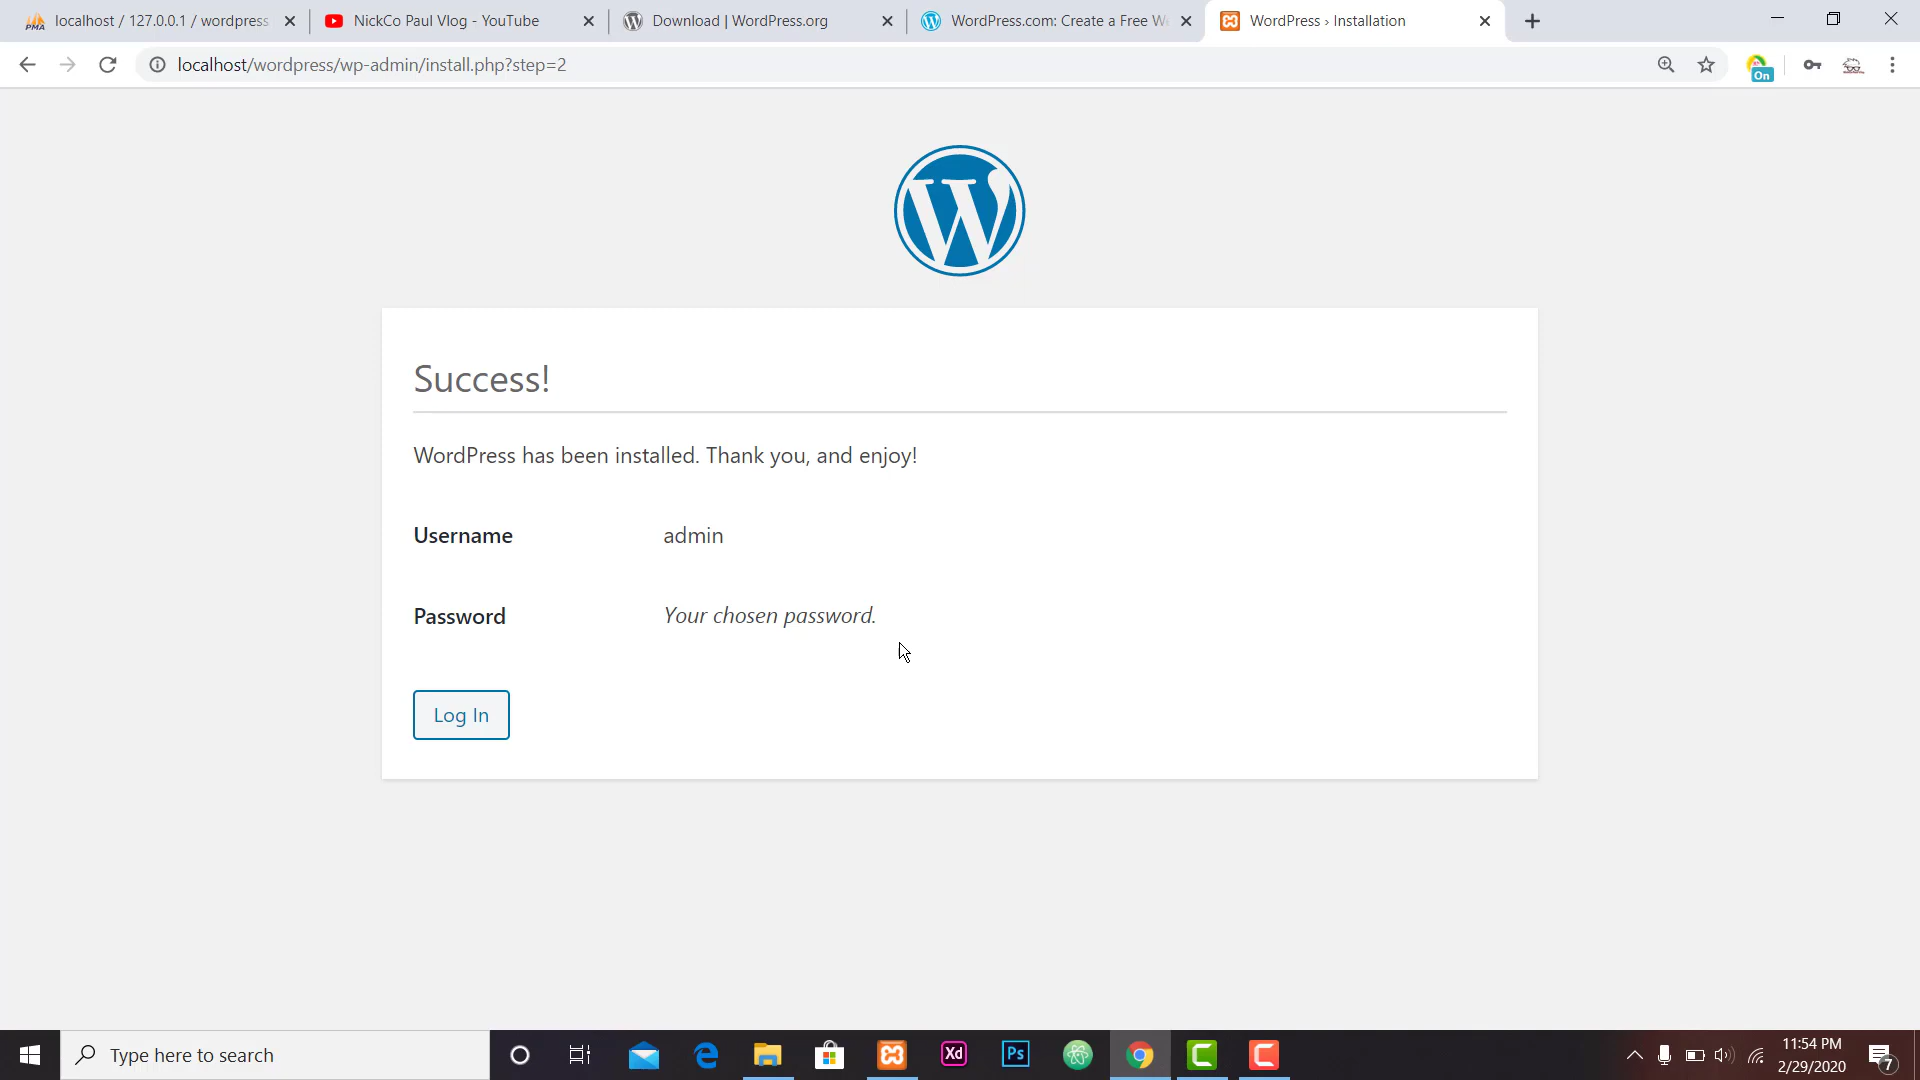 localhost / 127.0.0.1 / wordpress
NickCo Paul Vlog - YouTube
Download | WordPress.org
WordPress.com: Create a Free W
WordPress › Installation
localhost/wordpress/wp-admin/install.php?step=2
On
Success!
WordPress has been installed. Thank you, and enjoy!
Username admin
Password Your chosen password.
Log In
Type here to search
Xd
Ps
11:54 PM
2/29/2020
7